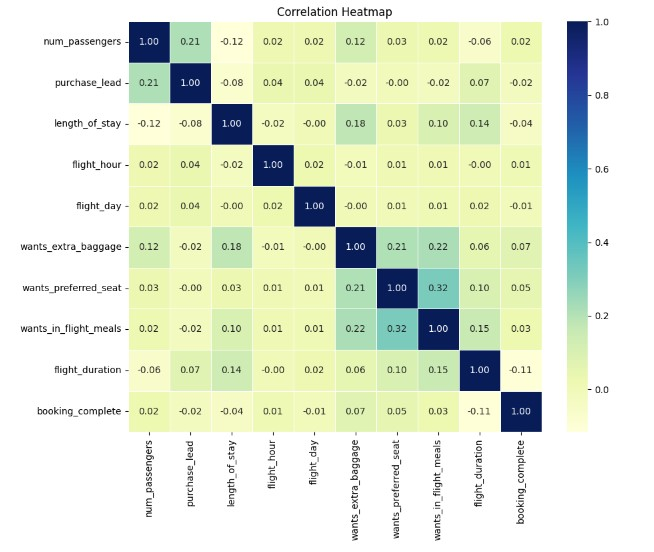 Correlation Heatmap
num_passengers 1.00 0.21 -0.12 0.02 0.02 0.12 0.03 0.02 -0.06 0.02
purchase_lead 0.21 1.00 -0.08 0.04 0.04 -0.02 -0.00 -0.02 0.07 -0.02
length_of_stay -0.12 -0.08 1.00 -0.02 -0.00 0.18 0.03 0.10 0.14 -0.04
flight_hour 0.02 0.04 -0.02 1.00 0.02 -0.01 0.01 0.01 -0.00 0.01
flight_day 0.02 0.04 -0.00 0.02 1.00 -0.00 0.01 0.01 0.02 -0.01
wants_extra_baggage 0.12 -0.02 0.18 -0.01 -0.00 1.00 0.21 0.22 0.06 0.07
wants_preferred_seat 0.03 -0.00 0.03 0.01 0.01 0.21 1.00 0.32 0.10 0.05
wants_in_flight_meals 0.02 -0.02 0.10 0.01 0.01 0.22 0.32 1.00 0.15 0.03
flight_duration -0.06 0.07 0.14 -0.00 0.02 0.06 0.10 0.15 1.00 -0.11
booking_complete 0.02 -0.02 -0.04 0.01 -0.01 0.07 0.05 0.03 -0.11 1.00
num_passengers
purchase_lead
length_of_stay
flight_hour
flight_day
wants_extra_baggage
wants_preferred_seat
wants_in_flight_meals
flight_duration
booking_complete
1.0
0.8
0.6
0.4
0.2
0.0